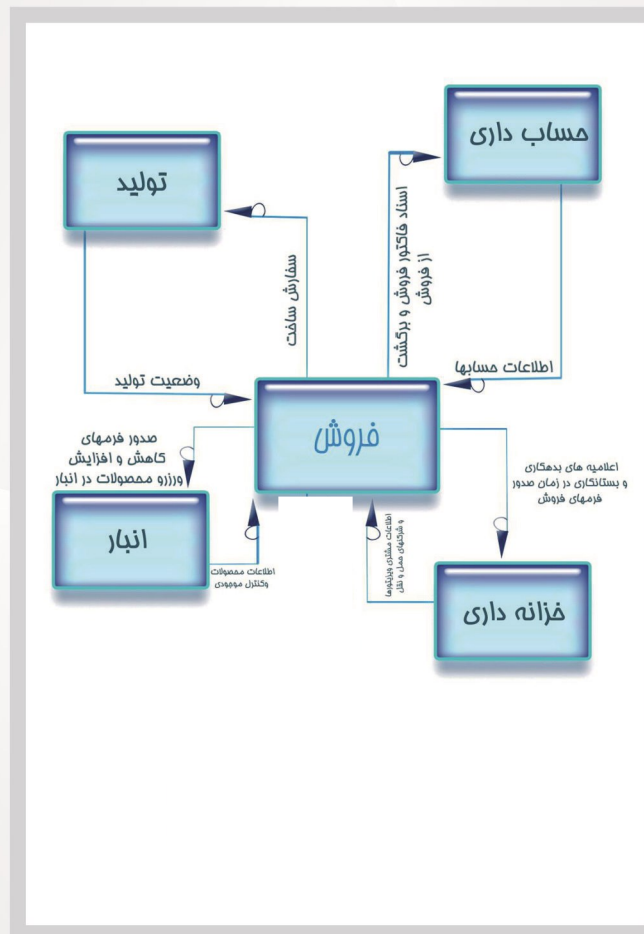 حساب داری
تولید
اسناد فاکتور فروش و برگشت
از فروش
سفارش ساخت
اطلاعات حسابها
وضعیت تولید
فروش
صدور فرمهای
کاهش و افزایش
ورزرو محصولات در انبار
اعلامیه های بدهکاری
و بستانکاری در زمان صدور
فرمهای فروش
انبار
اطلاعات محصولات
وکنترل موجودی
اطلاعات مشتری ویزیتورها
و شرکتهای حمل و نقل
خزانه داری